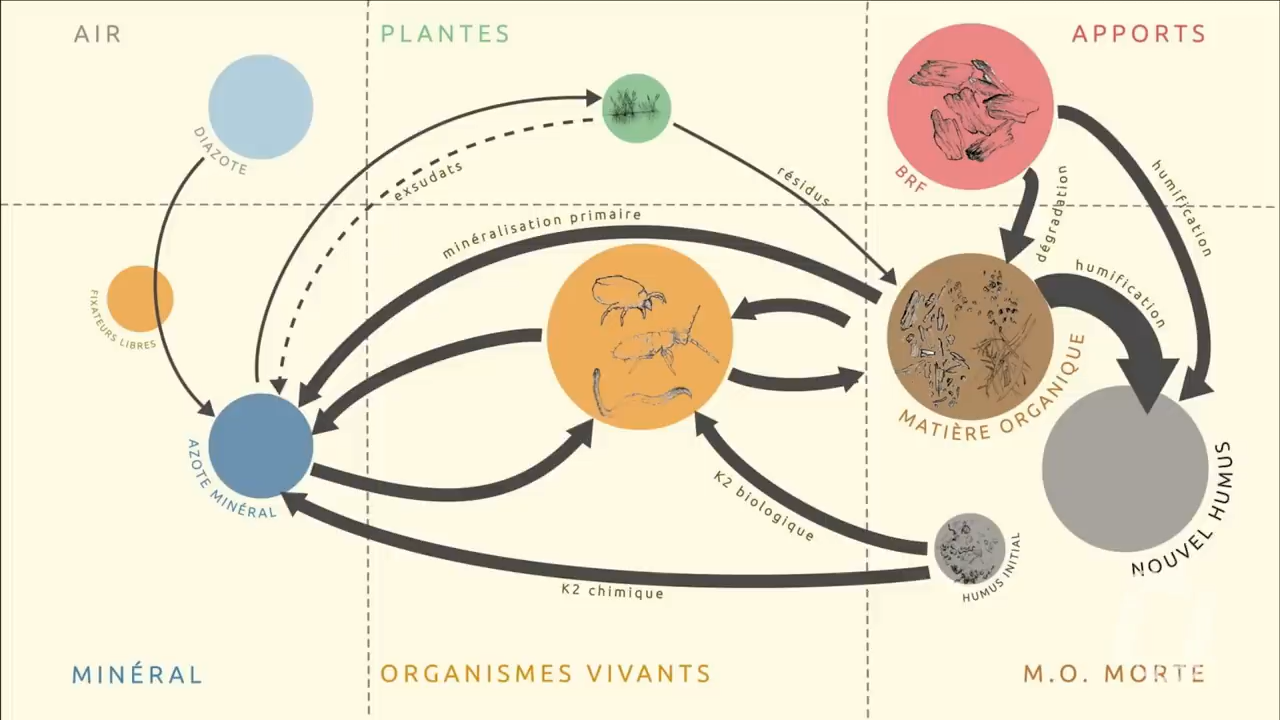 AIR
PLANTES
APPORTS
DIAZOTE
exsudats
résidus
BRF
dégradation
humification
minéralisation primaire
humification
FIXATEURS LIBRES
MATIÈRE ORGANIQUE
AZOTE MINÉRAL
K2 biologique
NOUVEL HUMUS
HUMUS INITIAL
K2 chimique
MINÉRAL
ORGANISMES VIVANTS
M.O. MORTE